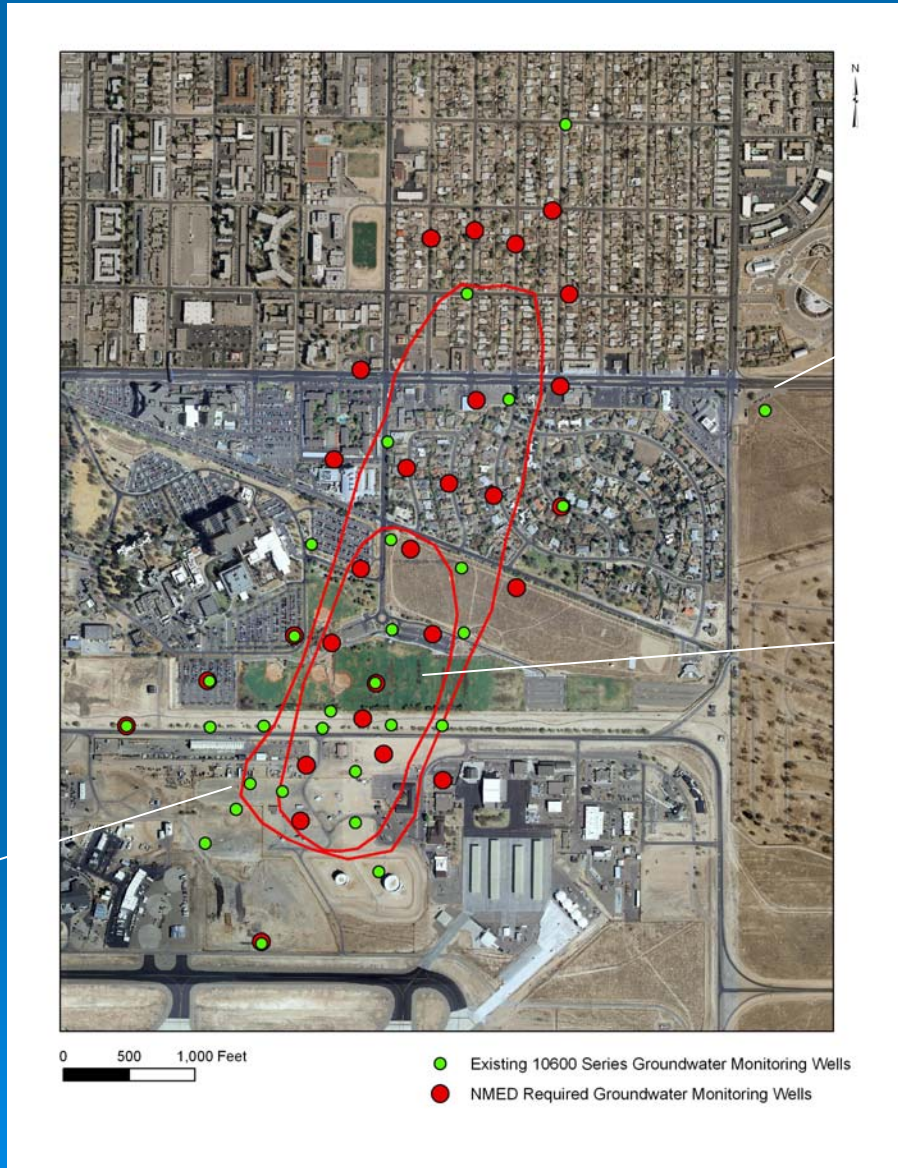 N
0 500 1,000 Feet
Existing 10600 Series Groundwater Monitoring Wells
NMED Required Groundwater Monitoring Wells